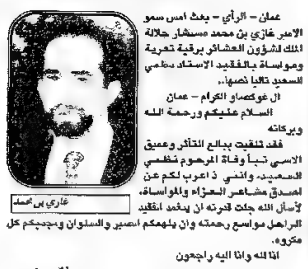 عمان - الرأي - بعث امس سمو
الامير غازي بن محمد مستشار جلالة
الملك لشؤون العشائر برقية تعزية
ومواساة بالفقيد الاستاذ نظمي
السعيد تاليا نصها..
ال غوكضاو الكرام - عمان
السلام عليكم ورحمة الله
وبركاته
فقد تلقيت ببالغ التأثر وعميق
الاسى نبأ وفاة المرحوم نظمي
السعيد، وانني اذ اعرب لكم عن
اصدق مشاعر العزاء والمواساة،
لأسأل الله جلت قدرته ان يتغمد الفقيد
الراحل بواسع رحمته وان يلهمكم الصبر والسلوان ويجنبكم كل
مكروه.
انا لله وانا اليه راجعون
غازي بن محمد